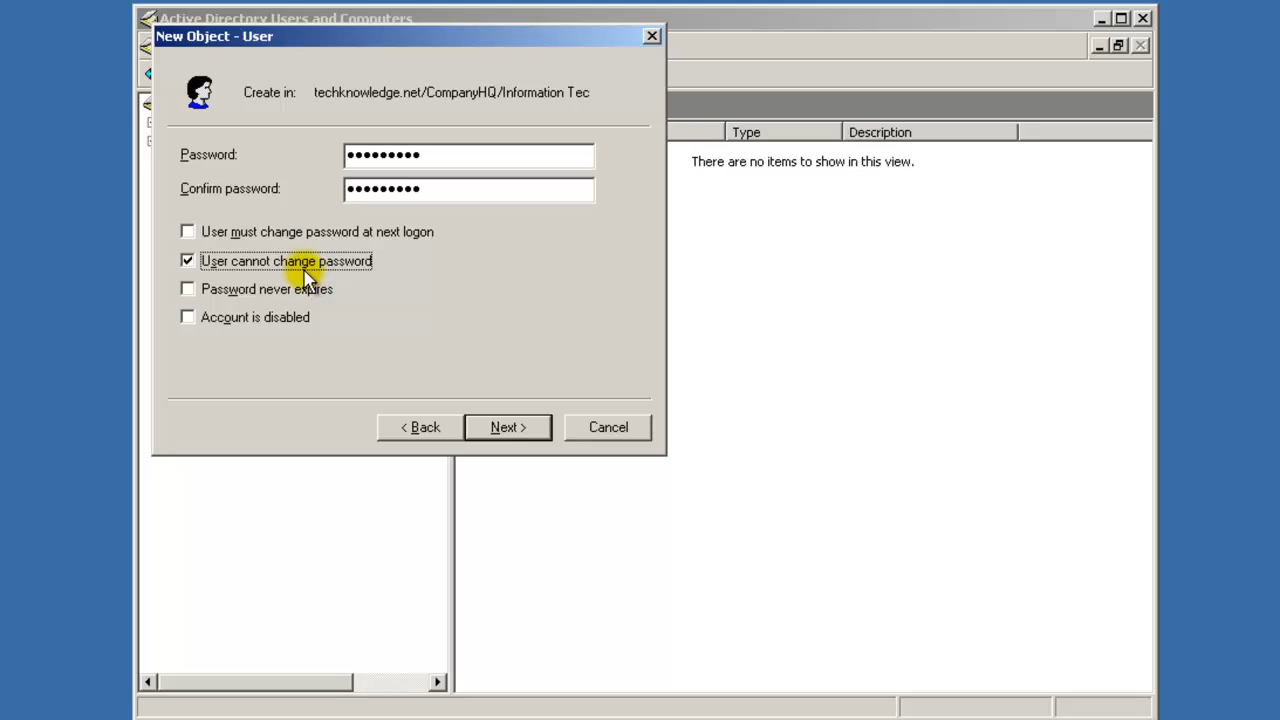 Active Directory Users and Computers
New Object - User
Create in: techknowledge.net/CompanyHQ/Information Tec
Type Description
Password: •••••••••
There are no items to show in this view.
Confirm password: •••••••••
User must change password at next logon
User cannot change password
Password never expires
Account is disabled
< Back Next > Cancel